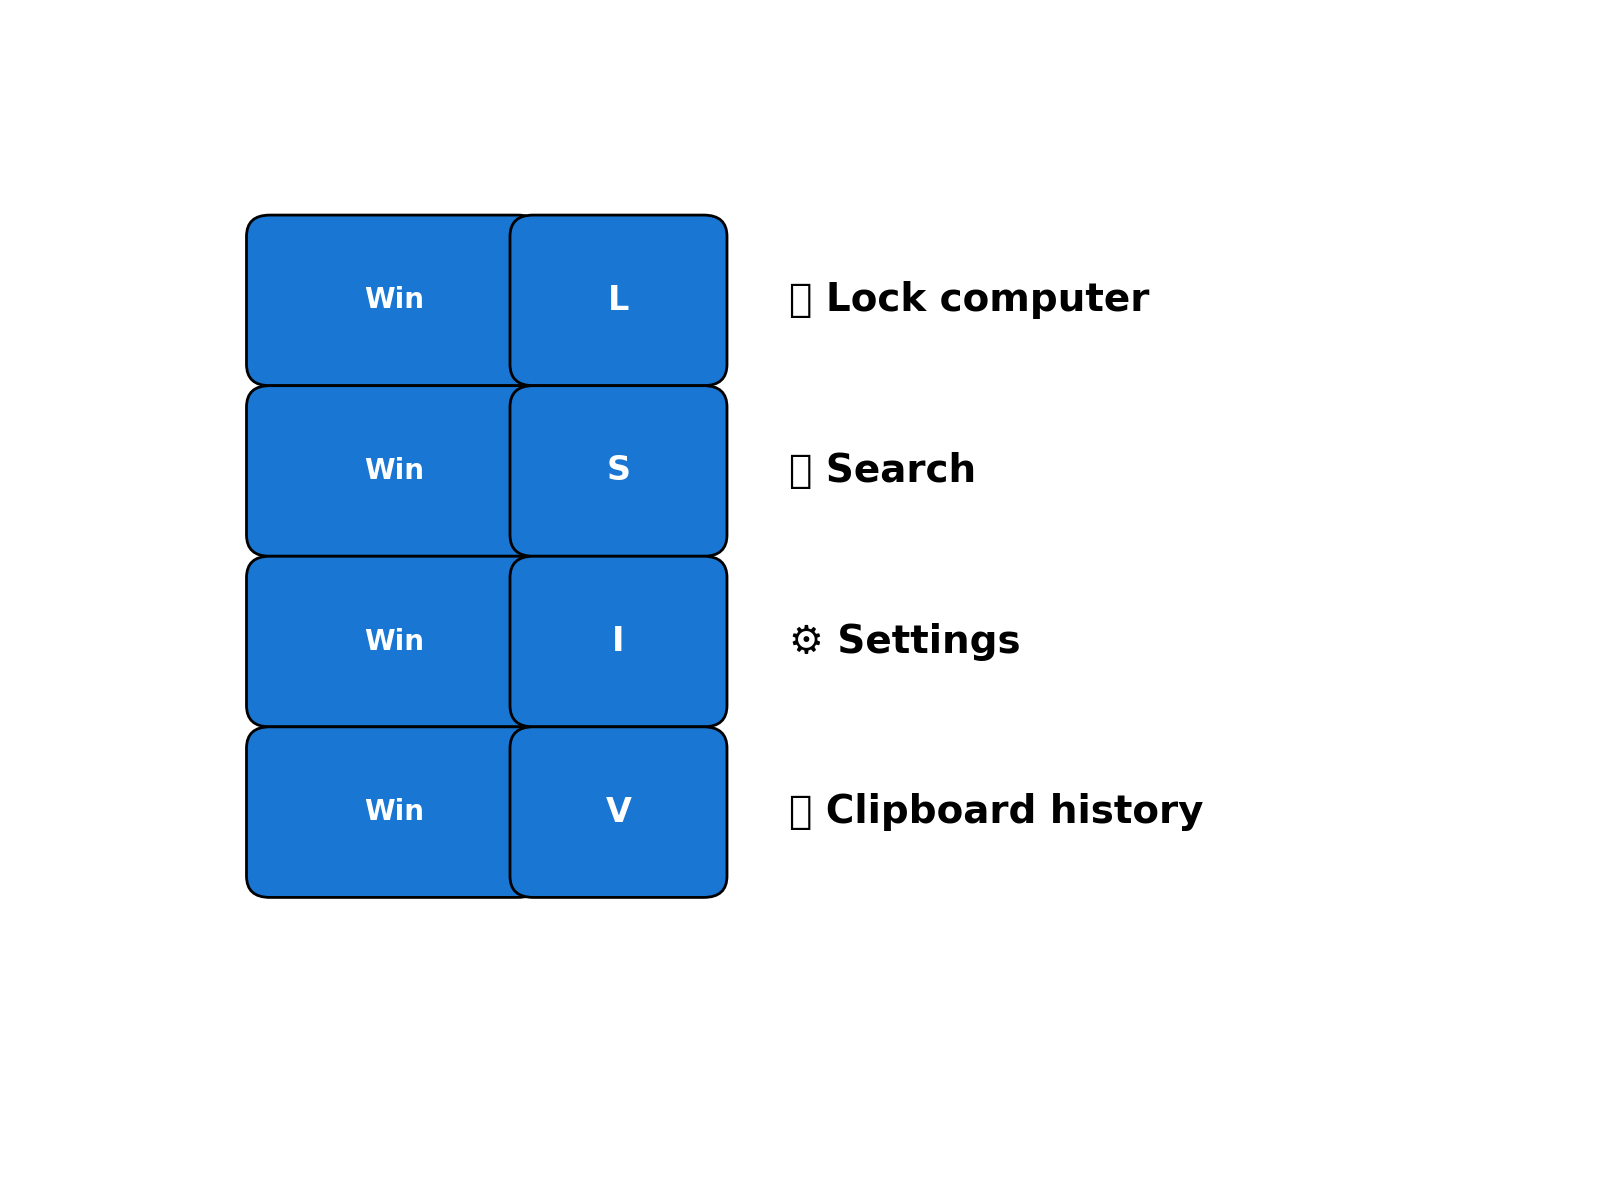 Win L Lock computer
Win S Search
Win I ⚙ Settings
Win V Clipboard history